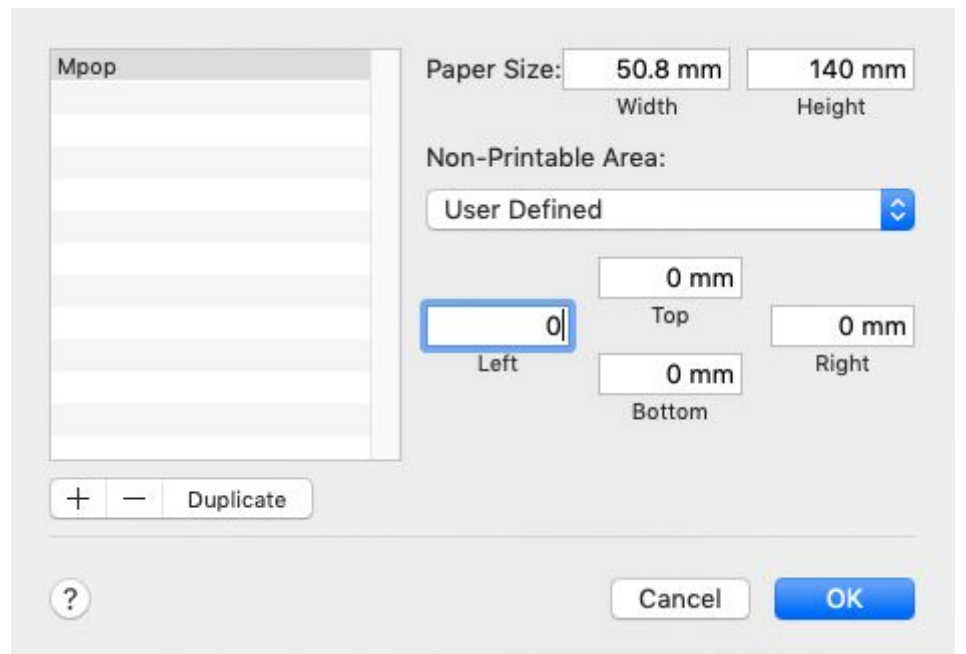 Mpop
Paper Size: 50.8 mm 140 mm
Width Height
Non-Printable Area:
User Defined
0 mm
Top
0
Left
0 mm
Right
0 mm
Bottom
+ − Duplicate
? Cancel OK